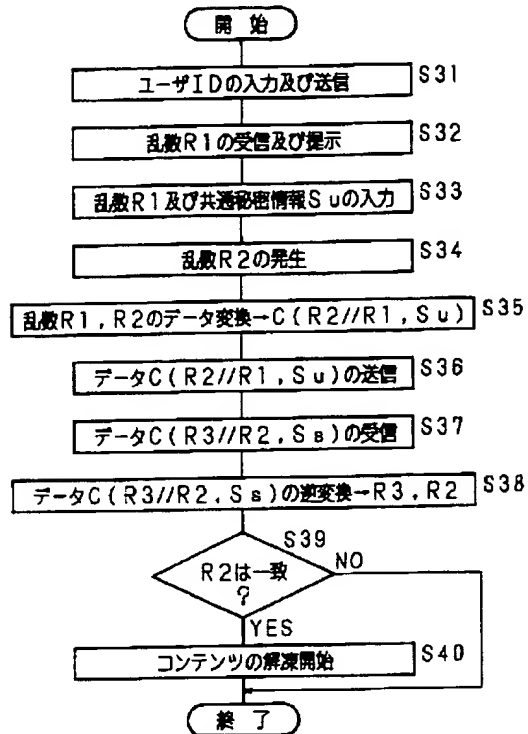 開 始
ユーザIDの入力及び送信 S31
乱数R1の受信及び提示 S32
乱数R1及び共通秘密情報Suの入力 S33
乱数R2の発生 S34
乱数R1,R2のデータ変換→C(R2//R1,Su) S35
データC(R2//R1,Su)の送信 S36
データC(R3//R2,Ss)の受信 S37
データC(R3//R2,Ss)の逆変換→R3,R2 S38
S39
R2は一致 NO
?
YES
コンテンツの解凍開始 S40
終 了